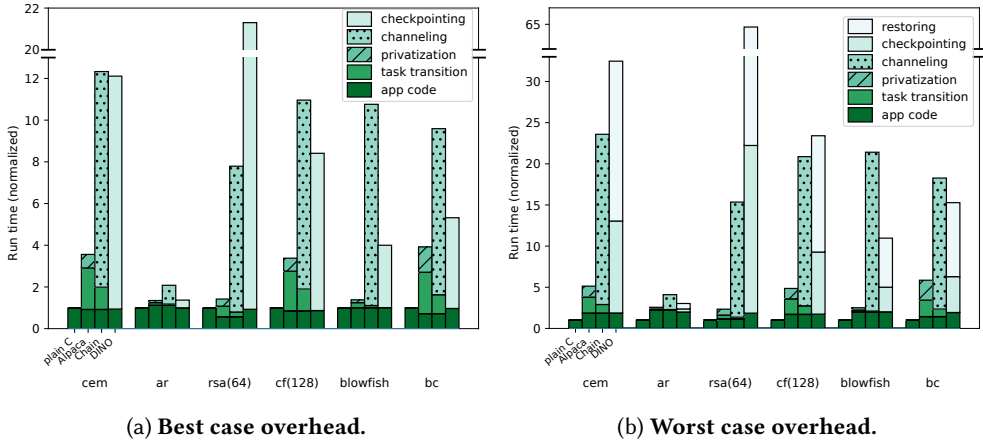 22
20
12
10
8
6
4
2
0
Run time (normalized)
checkpointing
channeling
privatization
task transition
app code
plain C
Alpaca
Chain
DINO
cem
ar
rsa(64)
cf(128)
blowfish
bc
(a) Best case overhead.
65
30
25
20
15
10
5
0
Run time (normalized)
restoring
checkpointing
channeling
privatization
task transition
app code
plain C
Alpaca
Chain
DINO
cem
ar
rsa(64)
cf(128)
blowfish
bc
(b) Worst case overhead.